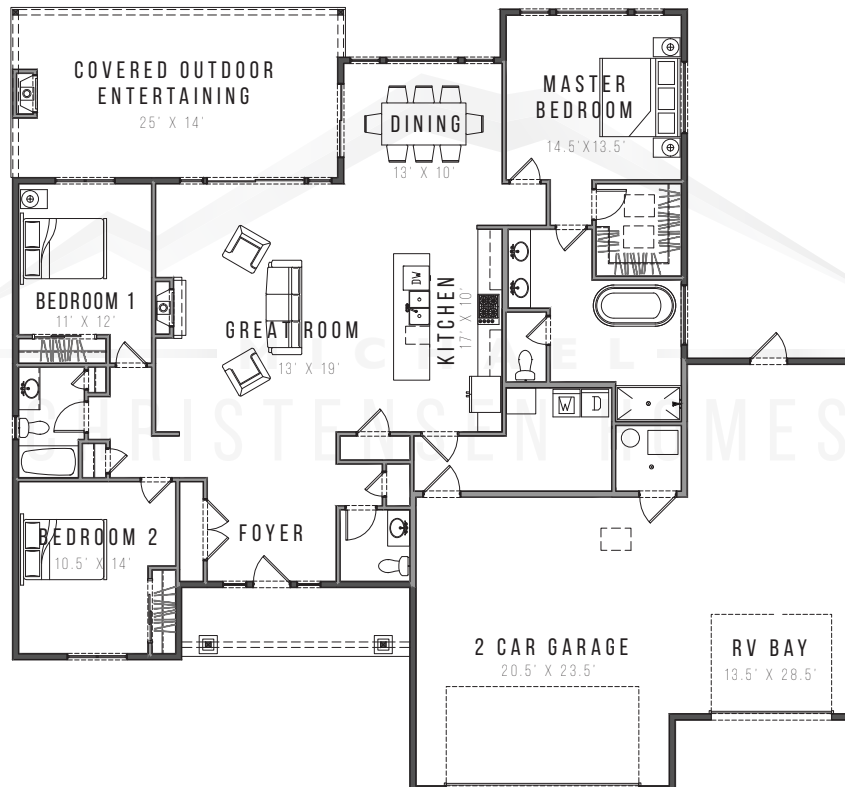 COVERED OUTDOOR
ENTERTAINING
25' X 14'
MASTER
BEDROOM
14.5'X13.5'
DINING
13' X 10'
BEDROOM 1
11' X 12'
GREAT ROOM
13' X 19'
DW
KITCHEN
17' X 10'
CHRISTENSEN HOMES
W
D
BEDROOM 2
10.5' X 14'
FOYER
2 CAR GARAGE
20.5' X 23.5'
RV BAY
13.5' X 28.5'